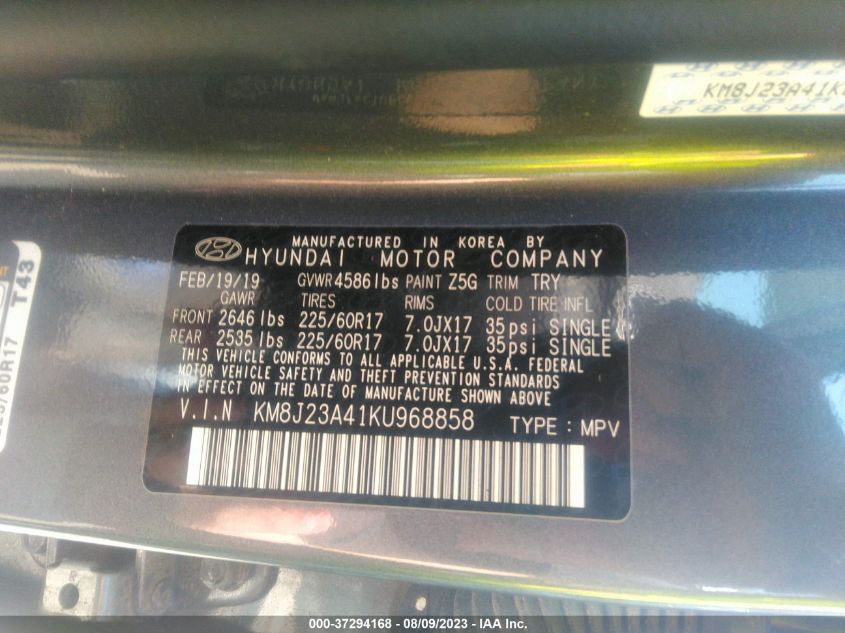 KM8J23A41K
MANUFACTURED IN KOREA BY
HYUNDAI MOTOR COMPANY
FEB/19/19 GVWR 4586 lbs PAINT Z5G TRIM TRY
GAWR TIRES RIMS COLD TIRE INFL
FRONT 2646 lbs 225/60R17 7.0JX17 35psi SINGLE
REAR 2535 lbs 225/60R17 7.0JX17 35psi SINGLE
THIS VEHICLE CONFORMS TO ALL APPLICABLE U.S.A. FEDERAL
MOTOR VEHICLE SAFETY AND THEFT PREVENTION STANDARDS
IN EFFECT ON THE DATE OF MANUFACTURE SHOWN ABOVE
V.I.N KM8J23A41KU968858 TYPE : MPV
T43
25/60R17
000-37294168 - 08/09/2023 - IAA Inc.